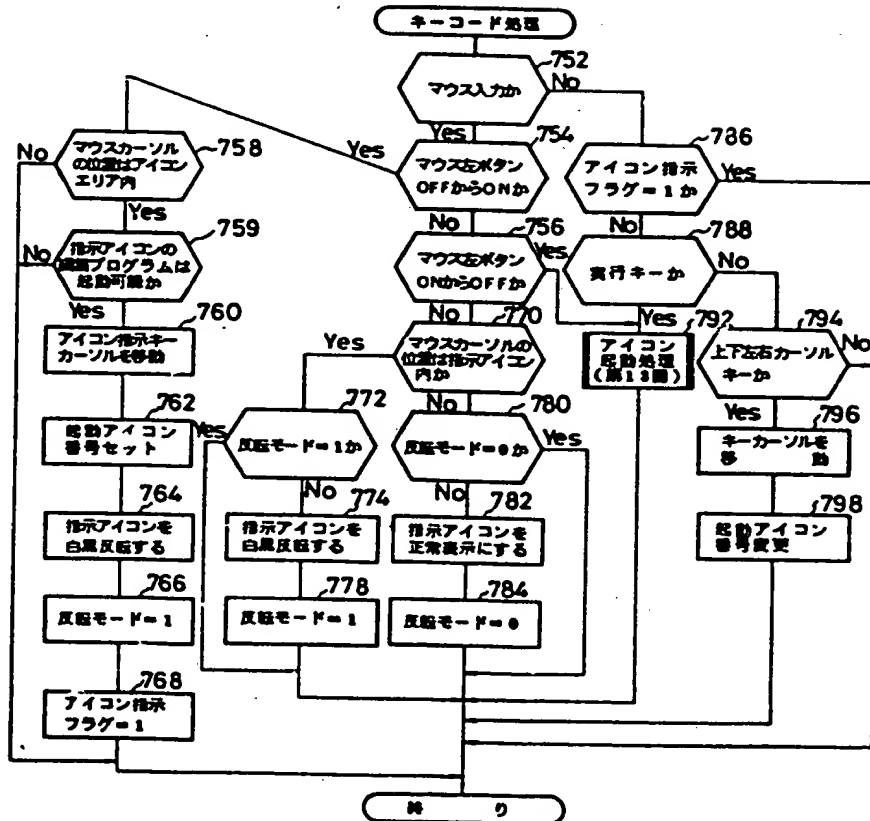 キーコード処理
752
マウス入力か
No
Yes
754
マウス左ボタン
OFFからONか
Yes
No
758
マウスカーソル
の位置はアイコン
エリア内
No
Yes
759
指示アイコンの
プログラムは
起動可能か
No
Yes
760
アイコン指示キー
カーソルを移動
762
起動アイコン
番号セット
764
指示アイコンを
白黒反転する
766
反転モード=1
768
アイコン指示
フラグ=1
756
マウス左ボタン
ONからOFFか
Yes
No
770
マウスカーソルの
位置は指示アイコン
内か
Yes
No
772
反転モード=1か
Yes
No
774
指示アイコンを
白黒反転する
778
反転モード=1
780
反転モード=0か
Yes
No
782
指示アイコンを
正常表示にする
784
反転モード=0
786
アイコン指示
フラグ=1か
Yes
No
788
実行キーか
No
Yes
792
アイコン
起動処理
(第13図)
794
上下左右カーソル
キーか
No
Yes
796
キーカーソルを
移動
798
起動アイコン
番号変更
終り